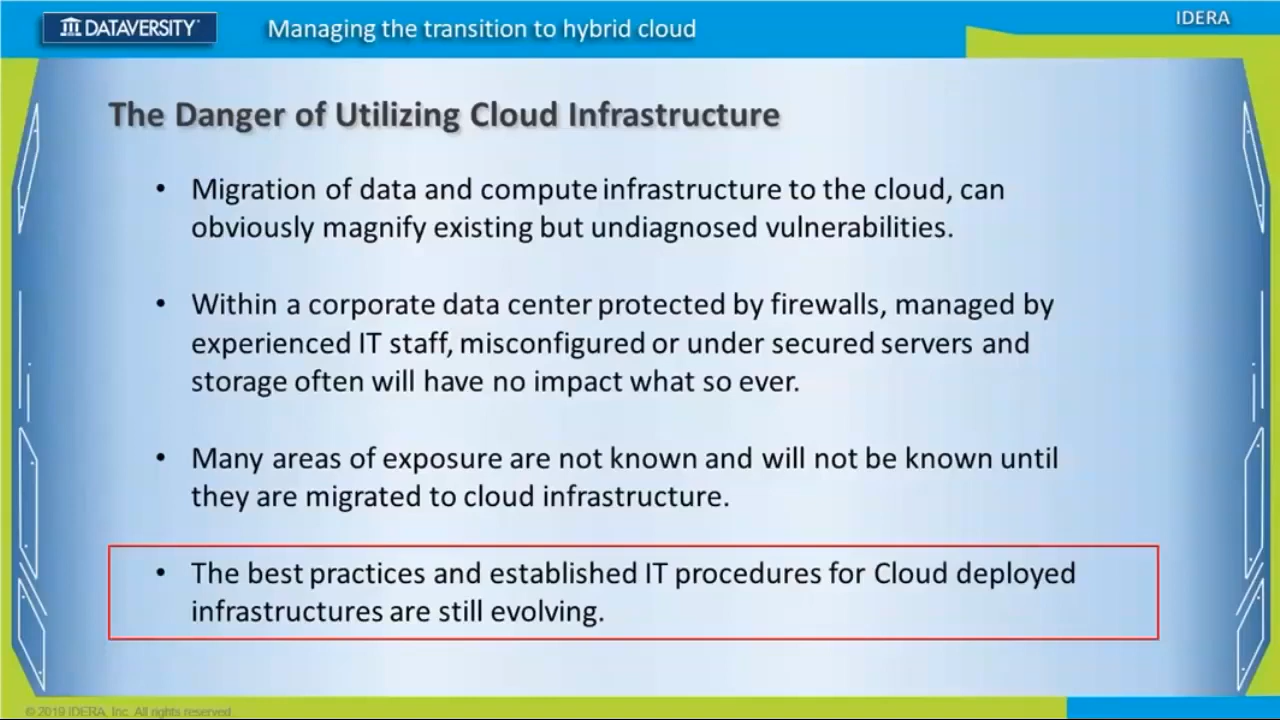 DATAVERSITY
Managing the transition to hybrid cloud
IDERA
The Danger of Utilizing Cloud Infrastructure
• Migration of data and compute infrastructure to the cloud, can
obviously magnify existing but undiagnosed vulnerabilities.
• Within a corporate data center protected by firewalls, managed by
experienced IT staff, misconfigured or under secured servers and
storage often will have no impact what so ever.
• Many areas of exposure are not known and will not be known until
they are migrated to cloud infrastructure.
• The best practices and established IT procedures for Cloud deployed
infrastructures are still evolving.
© 2019 IDERA, Inc. All rights reserved